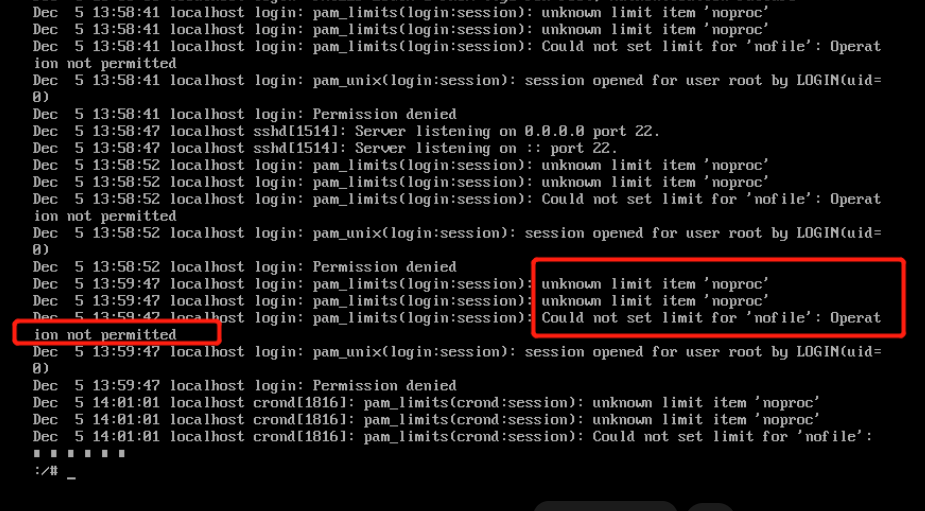 Dec  5 13:58:41 localhost login: pam_limits(login:session): unknown limit item 'noproc'
Dec  5 13:58:41 localhost login: pam_limits(login:session): unknown limit item 'noproc'
Dec  5 13:58:41 localhost login: pam_limits(login:session): Could not set limit for 'nofile': Operat
ion not permitted
Dec  5 13:58:41 localhost login: pam_unix(login:session): session opened for user root by LOGIN(uid=
0)
Dec  5 13:58:41 localhost login: Permission denied
Dec  5 13:58:47 localhost sshd[1514]: Server listening on 0.0.0.0 port 22.
Dec  5 13:58:47 localhost sshd[1514]: Server listening on :: port 22.
Dec  5 13:58:52 localhost login: pam_limits(login:session): unknown limit item 'noproc'
Dec  5 13:58:52 localhost login: pam_limits(login:session): unknown limit item 'noproc'
Dec  5 13:58:52 localhost login: pam_limits(login:session): Could not set limit for 'nofile': Operat
ion not permitted
Dec  5 13:58:52 localhost login: pam_unix(login:session): session opened for user root by LOGIN(uid=
0)
Dec  5 13:58:52 localhost login: Permission denied
Dec  5 13:59:47 localhost login: pam_limits(login:session): unknown limit item 'noproc'
Dec  5 13:59:47 localhost login: pam_limits(login:session): unknown limit item 'noproc'
Dec  5 13:59:47 localhost login: pam_limits(login:session): Could not set limit for 'nofile': Operat
ion not permitted
Dec  5 13:59:47 localhost login: pam_unix(login:session): session opened for user root by LOGIN(uid=
0)
Dec  5 13:59:47 localhost login: Permission denied
Dec  5 14:01:01 localhost crond[1816]: pam_limits(crond:session): unknown limit item 'noproc'
Dec  5 14:01:01 localhost crond[1816]: pam_limits(crond:session): unknown limit item 'noproc'
Dec  5 14:01:01 localhost crond[1816]: pam_limits(crond:session): Could not set limit for 'nofile':
:/# _